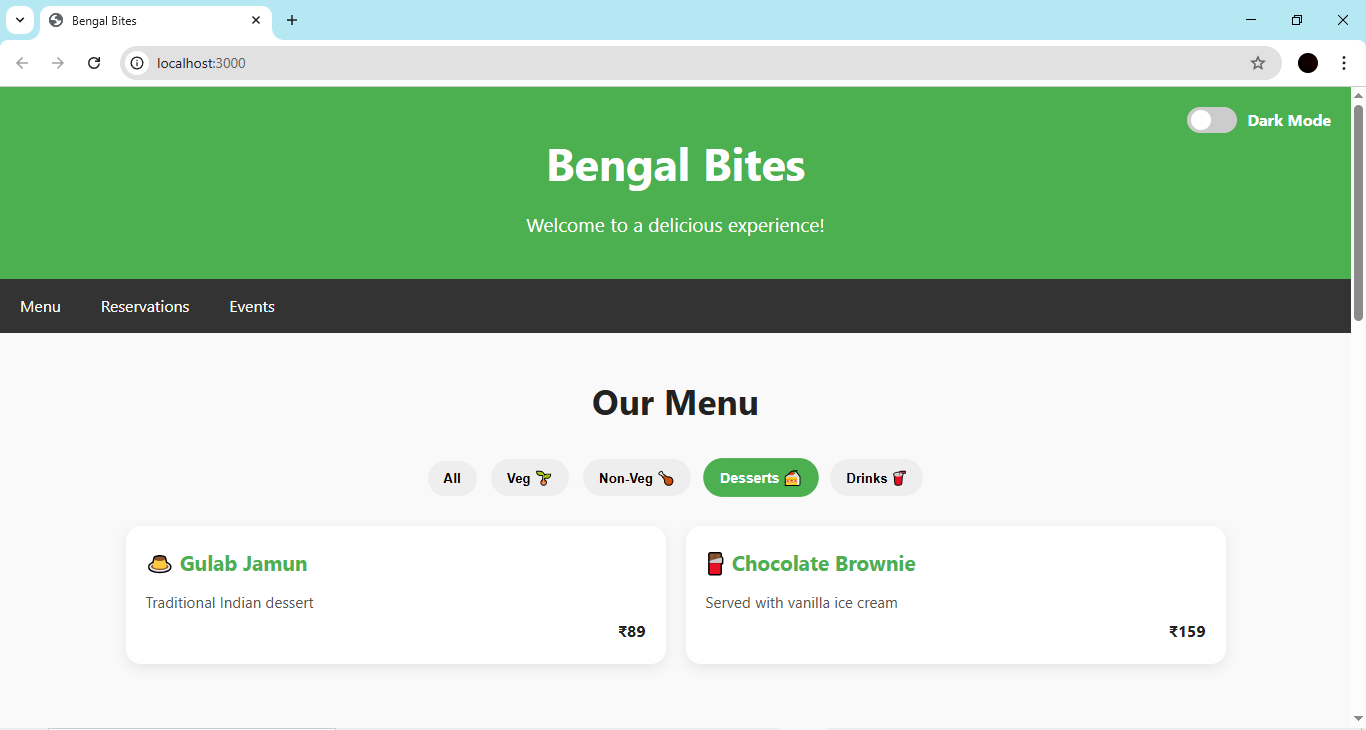 Bengal Bites
localhost:3000
Dark Mode
Bengal Bites
Welcome to a delicious experience!
Menu Reservations Events
Our Menu
All Veg Non-Veg Desserts Drinks
Gulab Jamun
Traditional Indian dessert
₹89
Chocolate Brownie
Served with vanilla ice cream
₹159